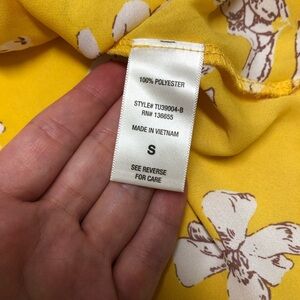 100% POLYESTER
STYLE# TU39004-B
RN# 136655
MADE IN VIETNAM
S
SEE REVERSE
FOR CARE